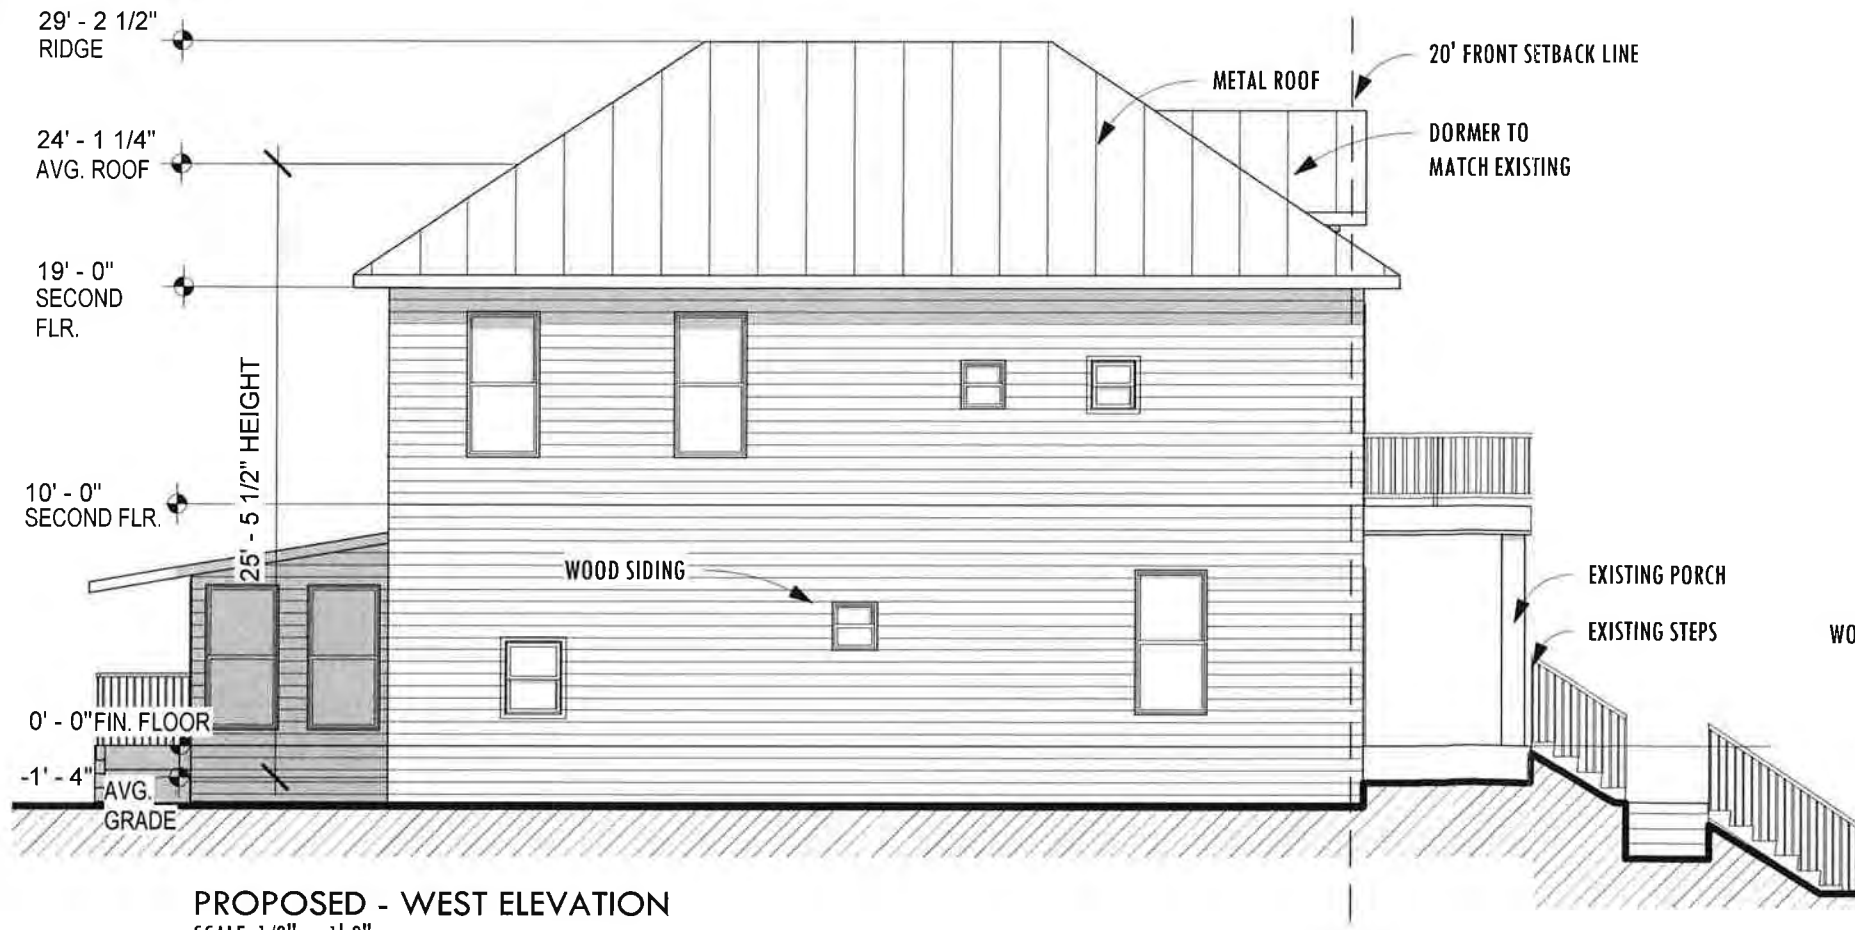 29' - 2 1/2"
RIDGE
20' FRONT SETBACK LINE
METAL ROOF
24' - 1 1/4"
AVG. ROOF
DORMER TO
MATCH EXISTING
19' - 0"
SECOND
FLR.
25' - 5 1/2" HEIGHT
10' - 0"
SECOND FLR.
WOOD SIDING
EXISTING PORCH
EXISTING STEPS
WO
0' - 0" FIN. FLOOR
-1' - 4"
AVG.
GRADE
PROPOSED - WEST ELEVATION